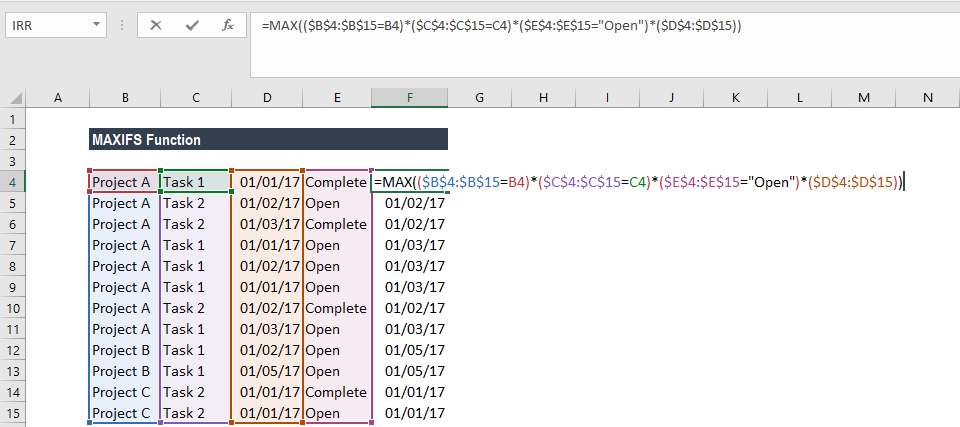 IRR fx =MAX(($B$4:$B$15=B4)*($C$4:$C$15=C4)*($E$4:$E$15="Open")*($D$4:$D$15))
A B C D E F G H I J K L M N
1
2 MAXIFS Function
3
4 Project A Task 1 01/01/17 Complete =MAX(($B$4:$B$15=B4)*($C$4:$C$15=C4)*($E$4:$E$15="Open")*($D$4:$D$15))
5 Project A Task 2 01/02/17 Open 01/02/17
6 Project A Task 2 01/03/17 Complete 01/02/17
7 Project A Task 1 01/01/17 Open 01/03/17
8 Project A Task 1 01/02/17 Open 01/03/17
9 Project A Task 1 01/01/17 Open 01/03/17
10 Project A Task 2 01/02/17 Complete 01/02/17
11 Project A Task 1 01/03/17 Open 01/03/17
12 Project B Task 1 01/02/17 Open 01/05/17
13 Project B Task 1 01/05/17 Open 01/05/17
14 Project C Task 2 01/01/17 Complete 01/01/17
15 Project C Task 2 01/01/17 Open 01/01/17